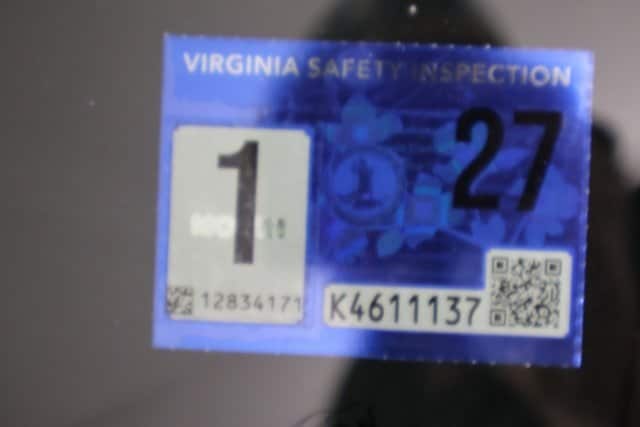 VIRGINIA SAFETY INSPECTION
1
27
12834171
K4611137